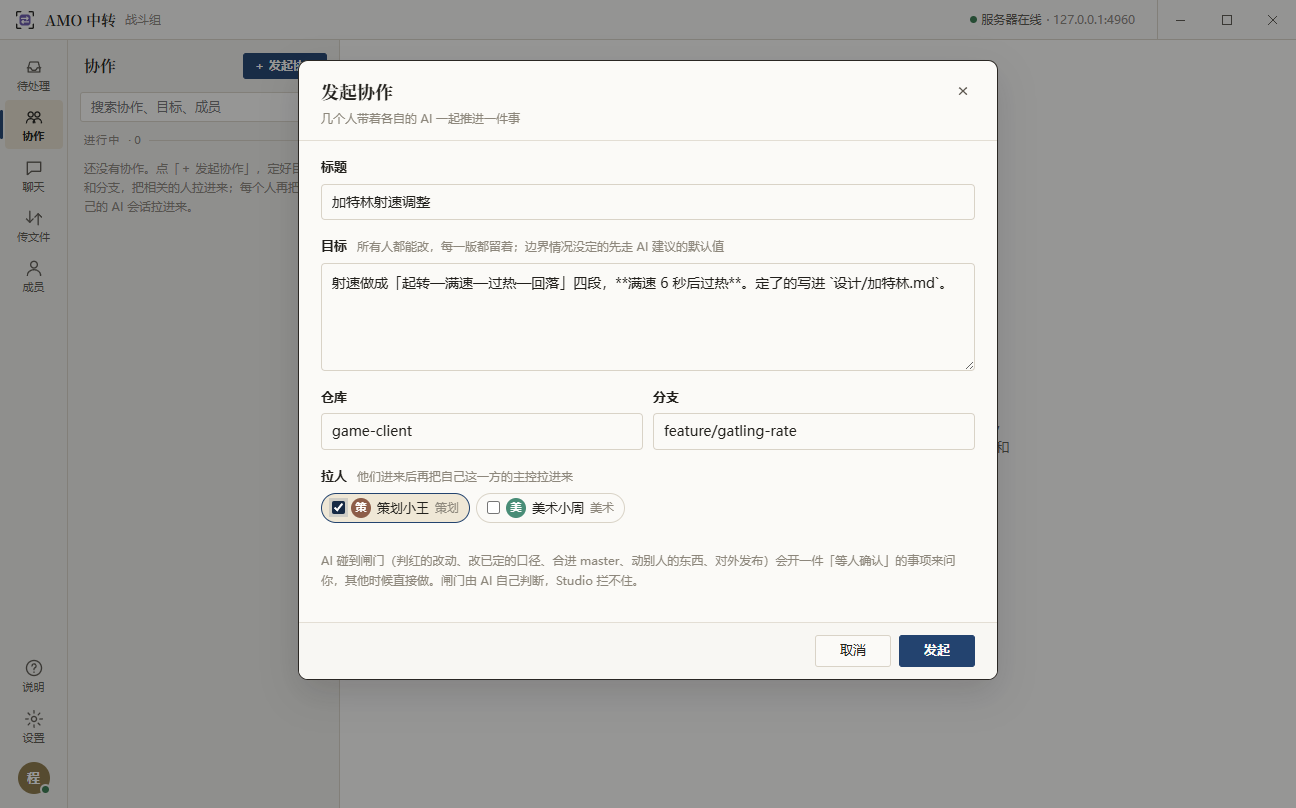 AMO 中转 战斗组
服务器在线 · 127.0.0.1:4960
待处理
协作
聊天
传文件
成员
说明
设置
程
协作
+ 发起协
搜索协作、目标、成员
进行中 · 0
还没有协作。点「+ 发起协作」，定好目
和分支，把相关的人拉进来；每个人再把
己的 AI 会话拉进来。
和
发起协作
几个人带着各自的 AI 一起推进一件事
标题
加特林射速调整
目标 所有人都能改，每一版都留着；边界情况没定的先走 AI 建议的默认值
射速做成「起转—满速—过热—回落」四段，**满速 6 秒后过热**。定了的写进 `设计/加特林.md`。
仓库 分支
game-client feature/gatling-rate
拉人 他们进来后再把自己这一方的主控拉进来
策 策划小王 策划 美 美术小周 美术
AI 碰到闸门（判红的改动、改已定的口径、合进 master、动别人的东西、对外发布）会开一件「等人确认」的事项来问
你，其他时候直接做。闸门由 AI 自己判断，Studio 拦不住。
取消 发起